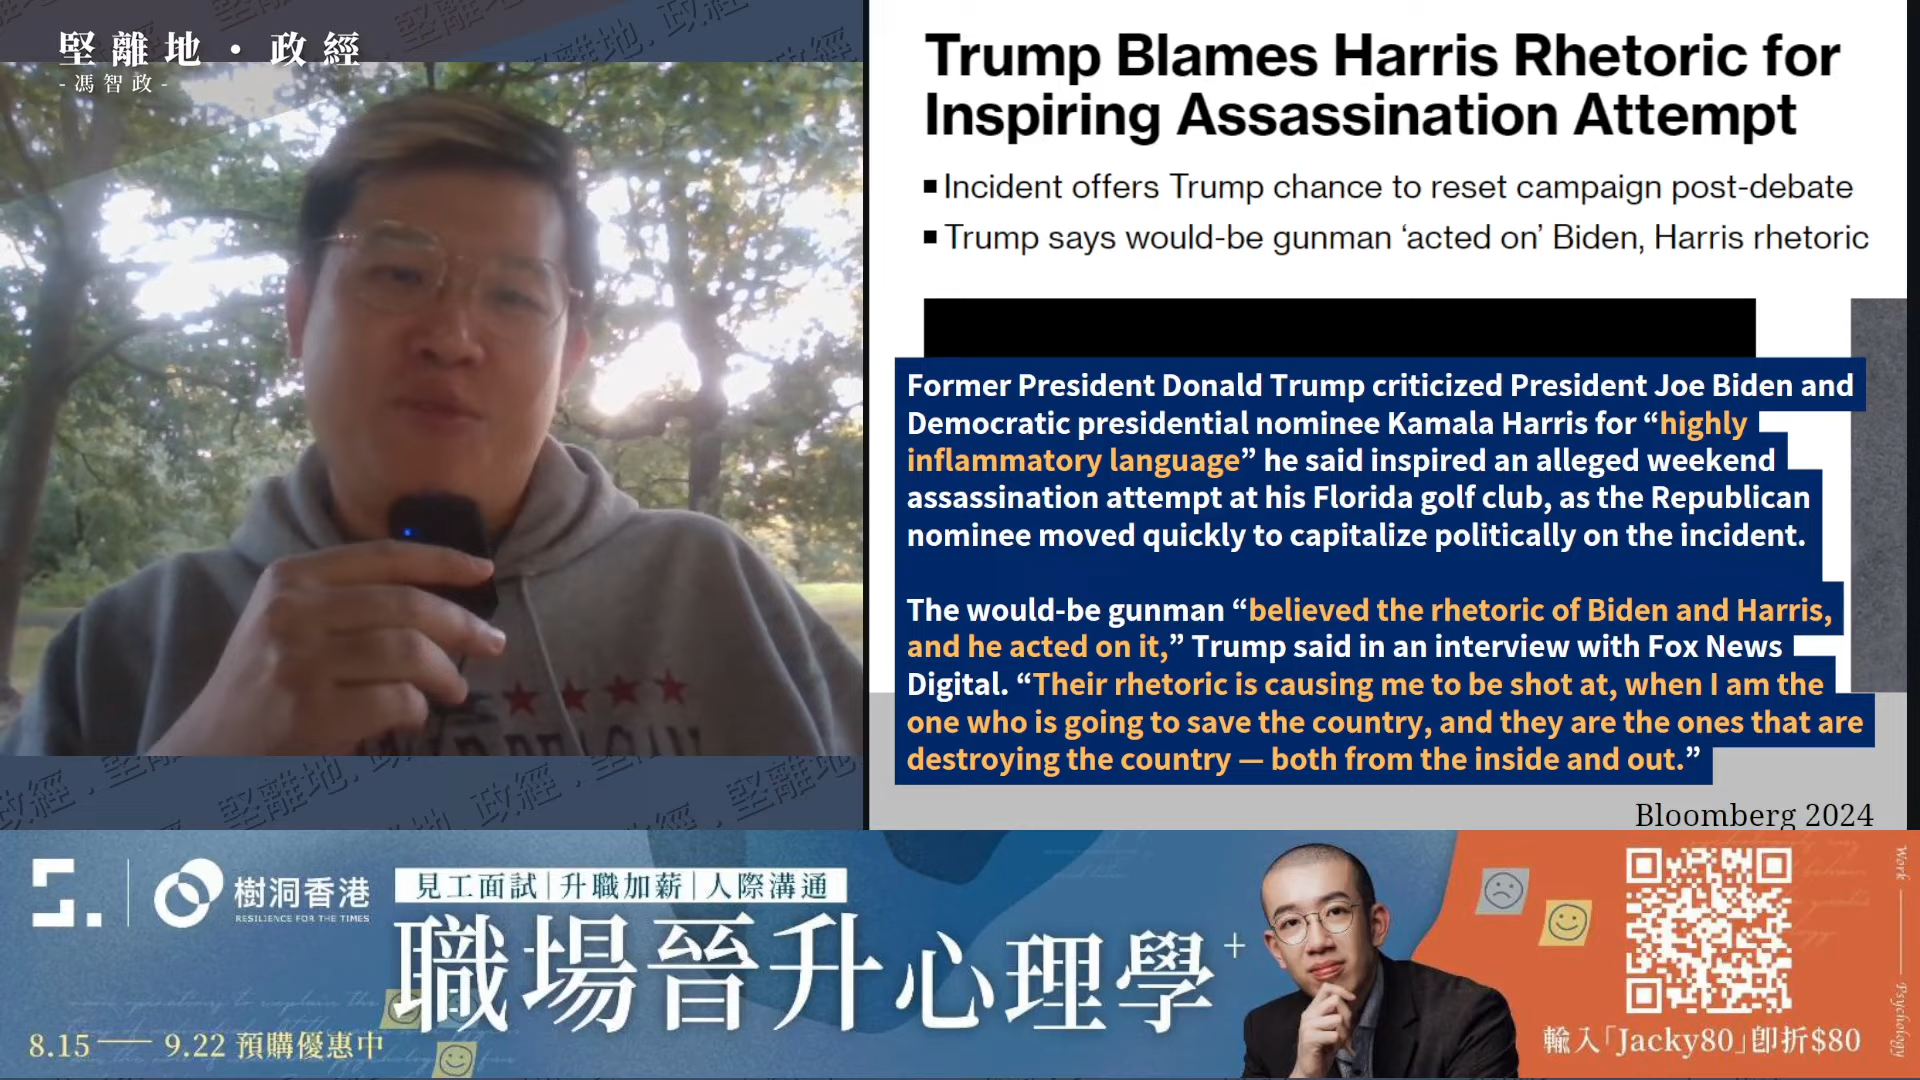 堅離地・政經
-馮智政-
Trump Blames Harris Rhetoric for
Inspiring Assassination Attempt
Incident offers Trump chance to reset campaign post-debate
Trump says would-be gunman ‘acted on’ Biden, Harris rhetoric
Former President Donald Trump criticized President Joe Biden and
Democratic presidential nominee Kamala Harris for “highly
inflammatory language” he said inspired an alleged weekend
assassination attempt at his Florida golf club, as the Republican
nominee moved quickly to capitalize politically on the incident.
The would-be gunman “believed the rhetoric of Biden and Harris,
and he acted on it,” Trump said in an interview with Fox News
Digital. “Their rhetoric is causing me to be shot at, when I am the
one who is going to save the country, and they are the ones that are
destroying the country — both from the inside and out.”
Bloomberg 2024
樹洞香港
RESILIENCE FOR THE TIMES
見工面試|升職加薪|人際溝通
職場晉升心理學+
8.15 — 9.22 預購優惠中
輸入「Jacky80」即折$80
Work — Psychology